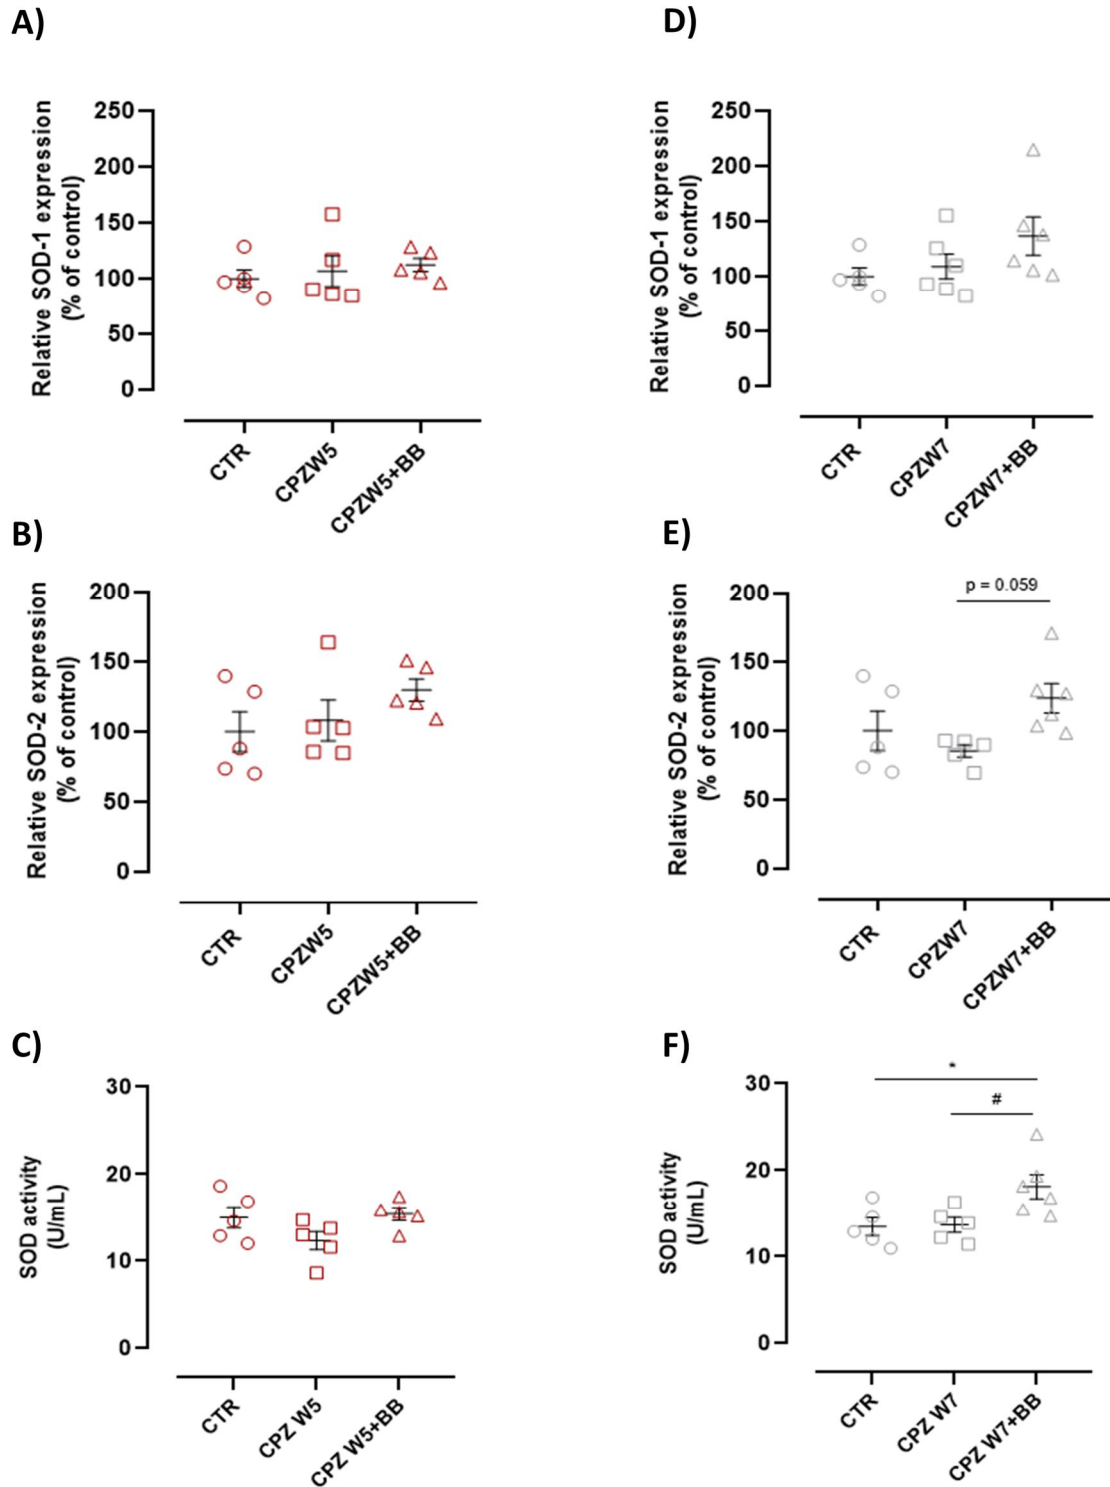 A)
Relative SOD-1 expression
(% of control)
250
200
150
100
50
0
CTR
CPZW5
CPZW5+BB
B)
Relative SOD-2 expression
(% of control)
200
150
100
50
0
CTR
CPZW5
CPZW5+BB
C)
SOD activity
(U/mL)
30
20
10
0
CTR
CPZ W5
CPZ W5+BB
D)
Relative SOD-1 expression
(% of control)
250
200
150
100
50
0
CTR
CPZW7
CPZW7+BB
E)
Relative SOD-2 expression
(% of control)
200
150
100
50
0
p = 0.059
CTR
CPZW7
CPZW7+BB
F)
SOD activity
(U/mL)
30
20
10
0
*
#
CTR
CPZ W7
CPZ W7+BB